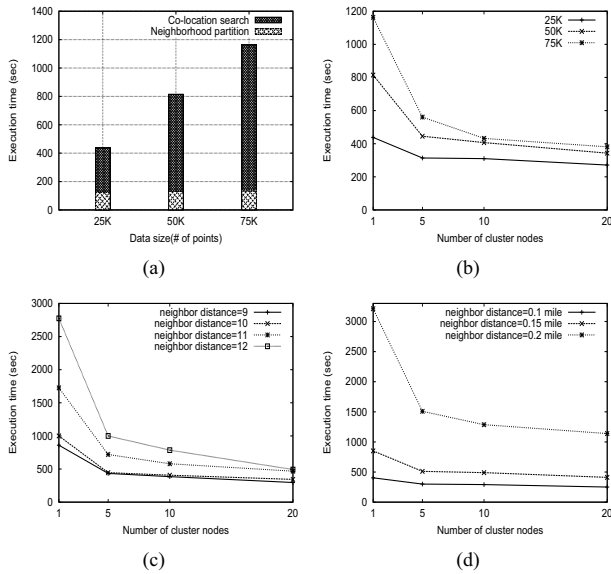 1400
1200
1000
800
600
400
200
0
Execution time (sec)
Co-location search
Neighborhood partition
25K
50K
75K
Data size(# of points)
(a)
1200
1000
800
600
400
200
0
Execution time (sec)
25K
50K
75K
1
5
10
20
Number of cluster nodes
(b)
3000
2500
2000
1500
1000
500
0
Execution time (sec)
neighbor distance=9
neighbor distance=10
neighbor distance=11
neighbor distance=12
1
5
10
20
Number of cluster nodes
(c)
3000
2500
2000
1500
1000
500
0
Execution time (sec)
neighbor distance=0.1 mile
neighbor distance=0.15 mile
neighbor distance=0.2 mile
1
5
10
20
Number of cluster nodes
(d)